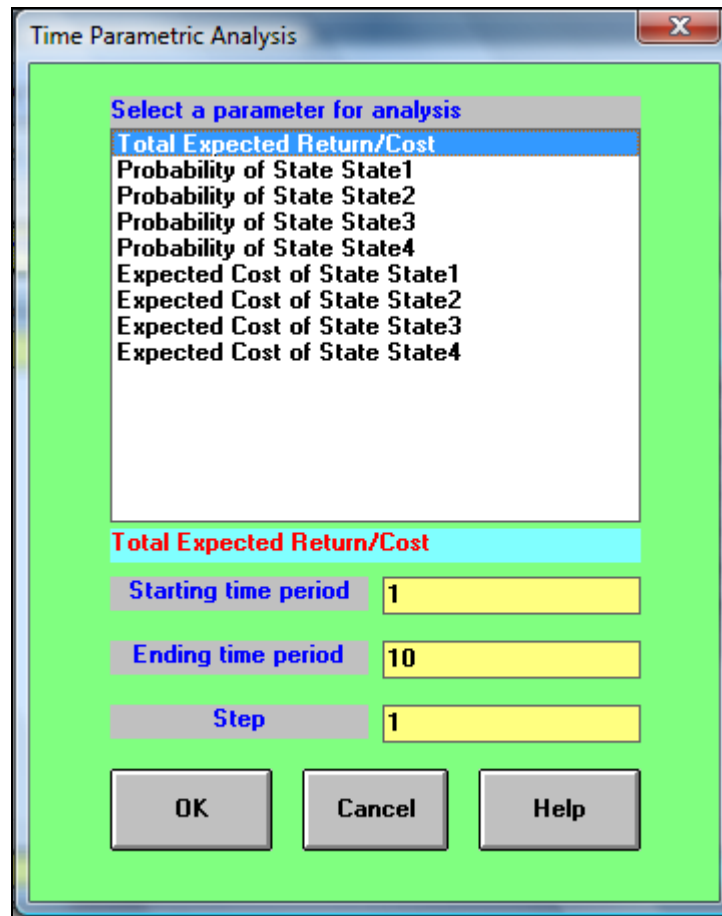 Time Parametric Analysis
Select a parameter for analysis
Total Expected Return/Cost
Probability of State State1
Probability of State State2
Probability of State State3
Probability of State State4
Expected Cost of State State1
Expected Cost of State State2
Expected Cost of State State3
Expected Cost of State State4
Total Expected Return/Cost
Starting time period 1
Ending time period 10
Step 1
OK Cancel Help